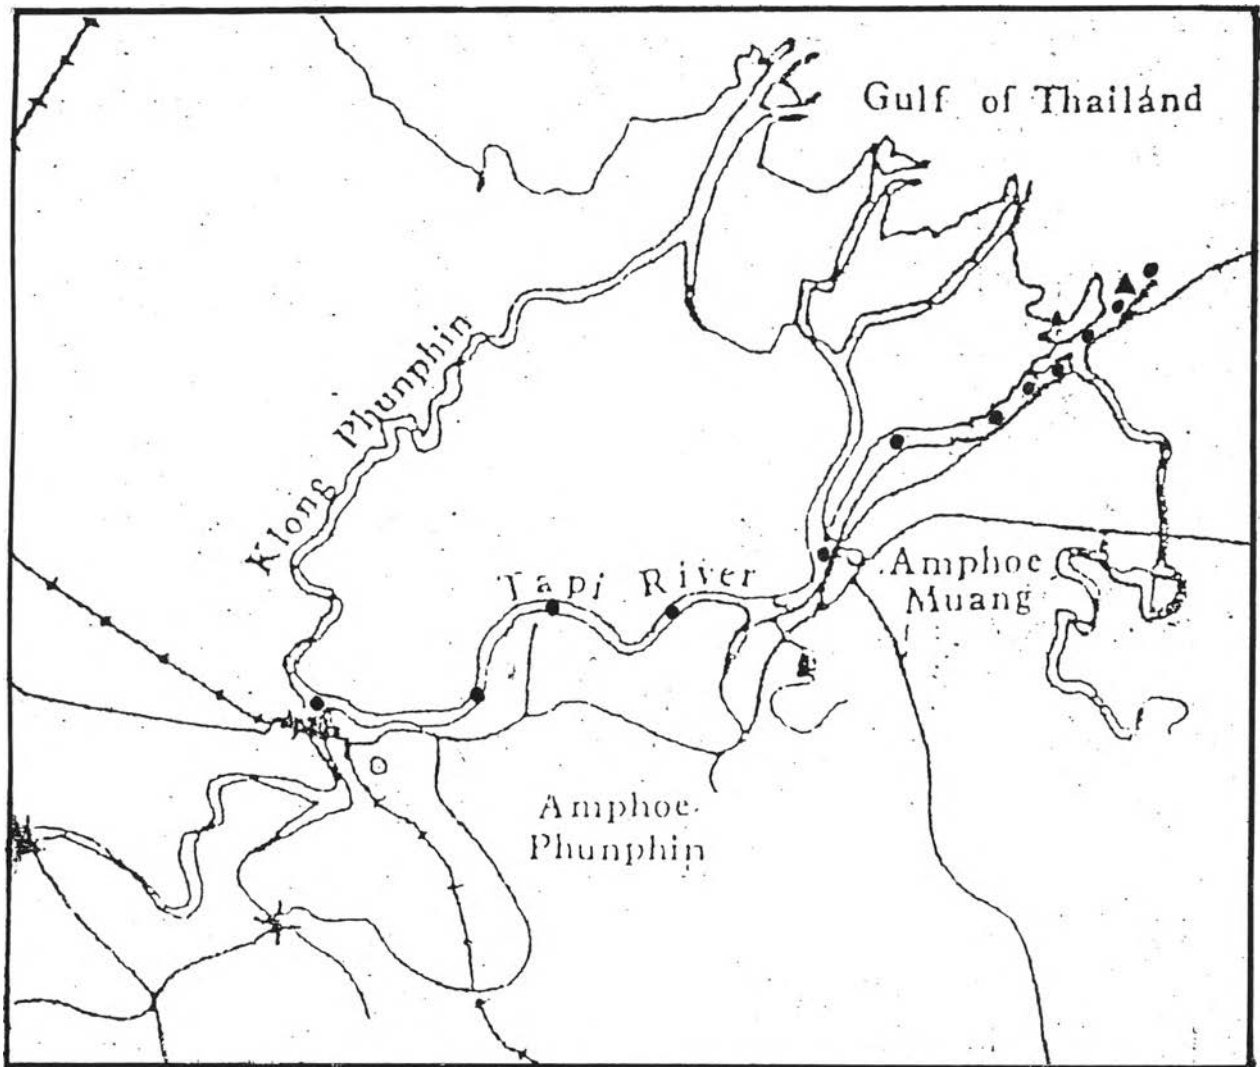 Gulf of Thailand
Klong Phunphin
Tapi River
Amphoe
Muang
Amphoe
Phunphin